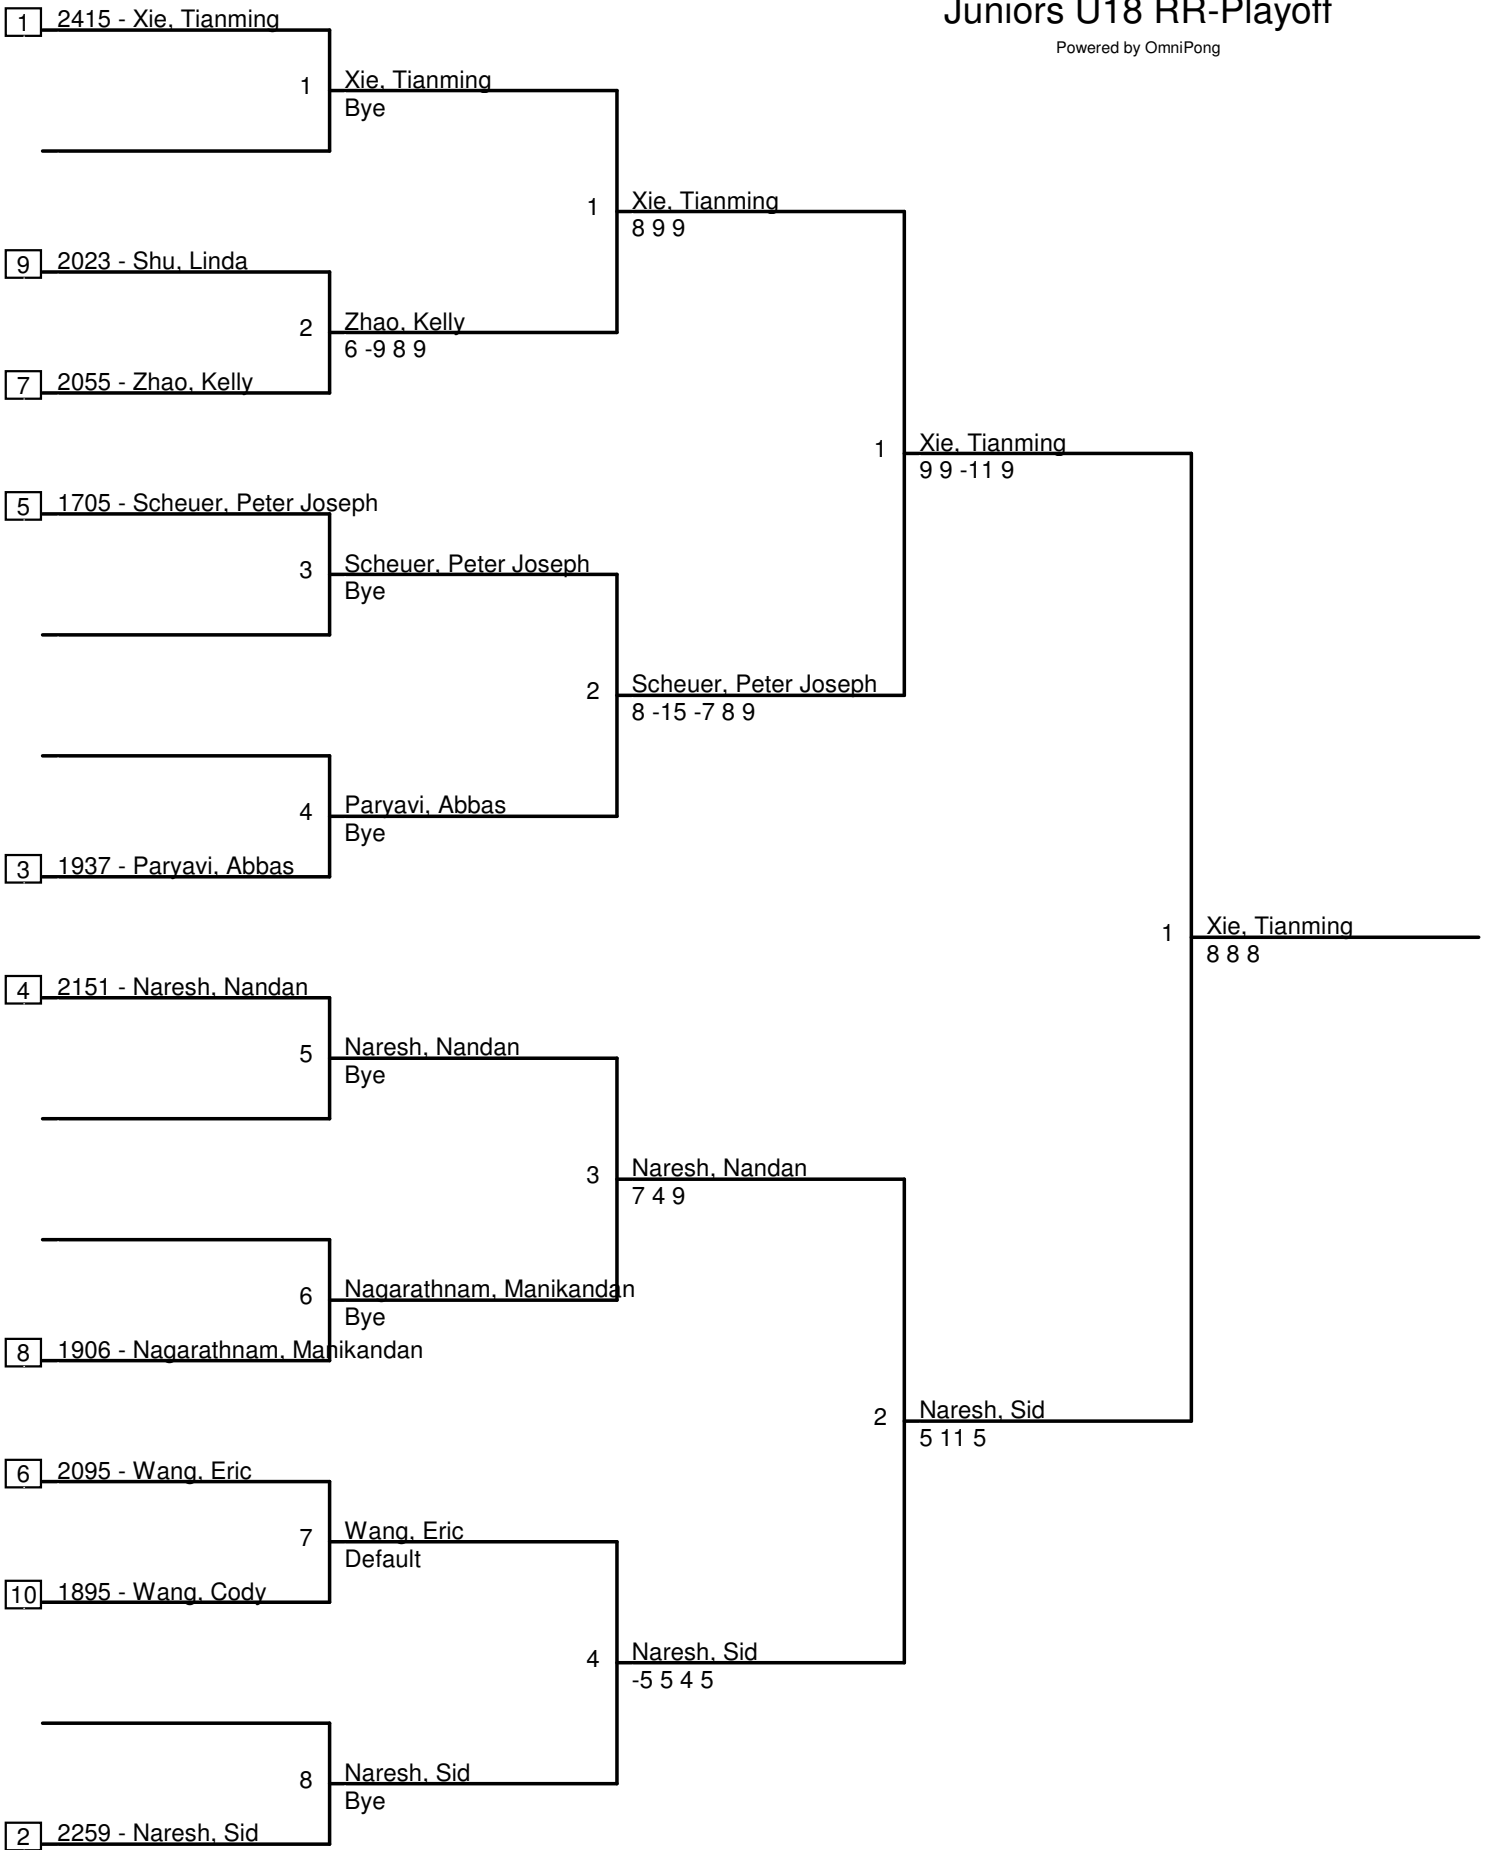 Juniors U18 RR-Playoff
Powered by OmniPong
1 2415 - Xie, Tianming
1 Xie, Tianming
Bye
1 Xie, Tianming
8 9 9
9 2023 - Shu, Linda
2 Zhao, Kelly
6 -9 8 9
7 2055 - Zhao, Kelly
1 Xie, Tianming
9 9 -11 9
5 1705 - Scheuer, Peter Joseph
3 Scheuer, Peter Joseph
Bye
2 Scheuer, Peter Joseph
8 -15 -7 8 9
4 Paryavi, Abbas
Bye
3 1937 - Paryavi, Abbas
1 Xie, Tianming
8 8 8
4 2151 - Naresh, Nandan
5 Naresh, Nandan
Bye
3 Naresh, Nandan
7 4 9
6 Nagarathnam, Manikandan
Bye
8 1906 - Nagarathnam, Manikandan
2 Naresh, Sid
5 11 5
6 2095 - Wang, Eric
7 Wang, Eric
Default
10 1895 - Wang, Cody
4 Naresh, Sid
-5 5 4 5
8 Naresh, Sid
Bye
2 2259 - Naresh, Sid